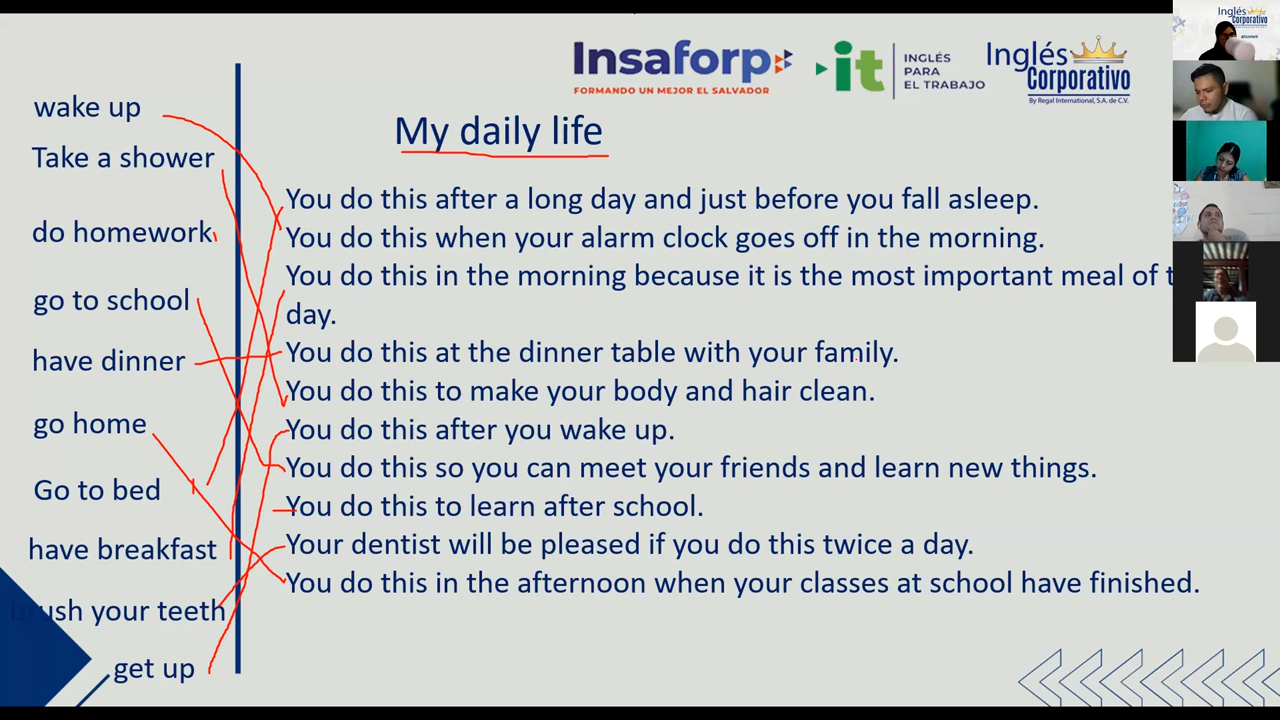 Inglés
Corporativo
Insaforp
FORMANDO UN MEJOR EL SALVADOR
it
INGLÉS
PARA
EL TRABAJO
Inglés
Corporativo
By Regal International, S.A. de C.V.
My daily life
wake up
Take a shower
do homework
go to school
have dinner
go home
Go to bed
have breakfast
brush your teeth
get up
You do this after a long day and just before you fall asleep.
You do this when your alarm clock goes off in the morning.
You do this in the morning because it is the most important meal of t
day.
You do this at the dinner table with your family.
You do this to make your body and hair clean.
You do this after you wake up.
You do this so you can meet your friends and learn new things.
You do this to learn after school.
Your dentist will be pleased if you do this twice a day.
You do this in the afternoon when your classes at school have finished.